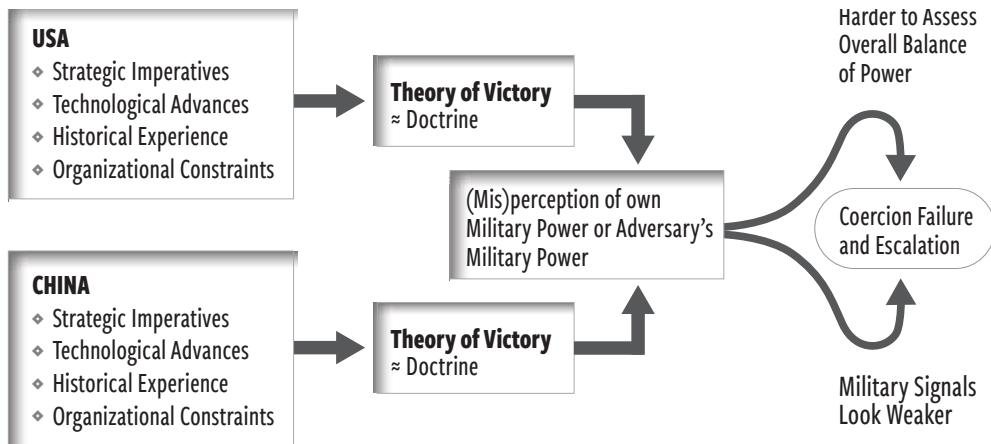 USA
❖ Strategic Imperatives
❖ Technological Advances
❖ Historical Experience
❖ Organizational Constraints
Theory of Victory
≈ Doctrine
CHINA
❖ Strategic Imperatives
❖ Technological Advances
❖ Historical Experience
❖ Organizational Constraints
Theory of Victory
≈ Doctrine
(Mis)perception of own
Military Power or Adversary’s
Military Power
Harder to Assess
Overall Balance
of Power
Coercion Failure
and Escalation
Military Signals
Look Weaker